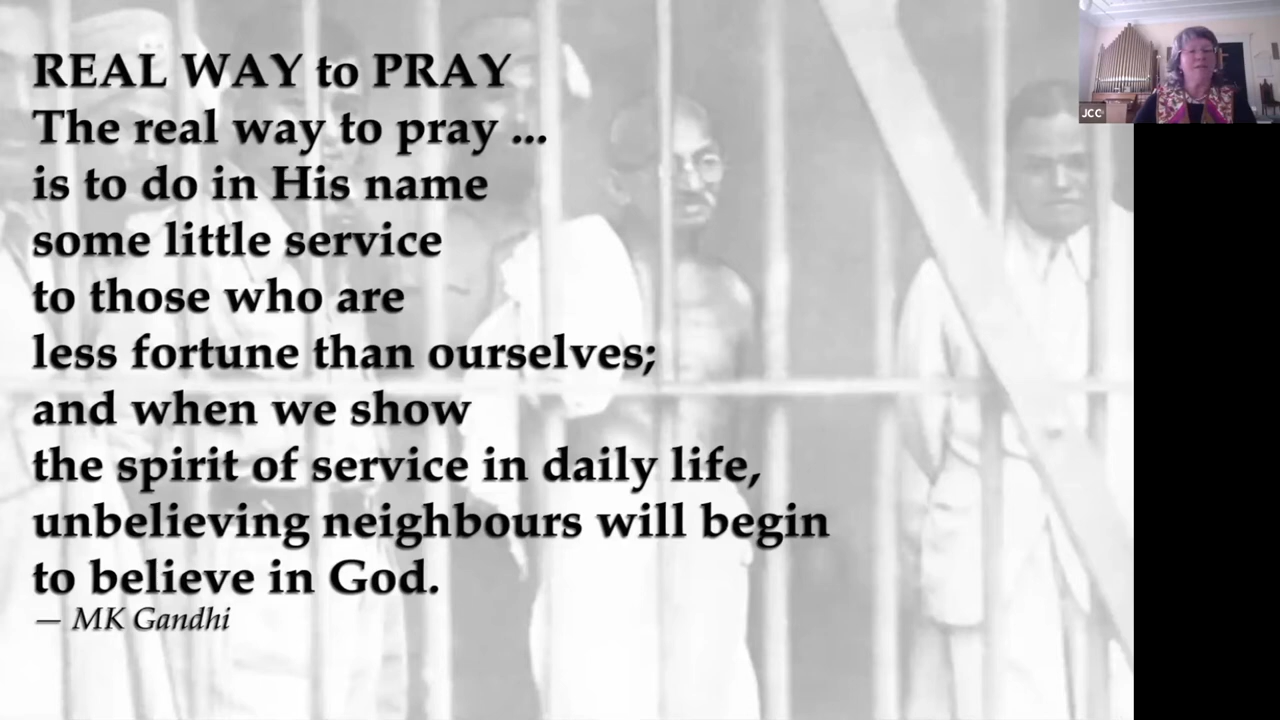 REAL WAY to PRAY
The real way to pray ...
is to do in His name
some little service
to those who are
less fortune than ourselves;
and when we show
the spirit of service in daily life,
unbelieving neighbours will begin
to believe in God.
— MK Gandhi
JCC